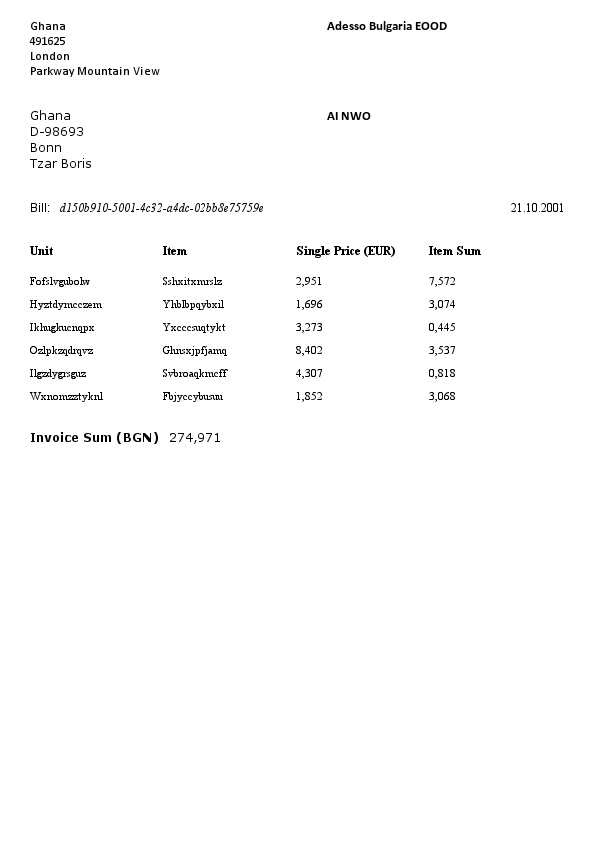 Ghana
491625
London
Parkway Mountain View
Adesso Bulgaria EOOD
Ghana
D-98693
Bonn
Tzar Boris
AI NWO
Bill: d150b910-5001-4c32-a4dc-02bb8e75759e 21.10.2001
Unit Item Single Price (EUR) Item Sum
Fofslvgubolw Sshxitxmrslz 2,951 7,572
Hyztdymcczem Yhblbpqybxil 1,696 3,074
Ikhugkucnqpx Yxcccsuqtykt 3,273 0,445
Ozlpkzqdrqvz Ghnsxjpfjamq 8,402 3,537
Ilgzdygrsguz Svbroaqkmcff 4,307 0,818
Wxnomzztyknl Fbjyccybusuu 1,852 3,068
Invoice Sum (BGN) 274,971